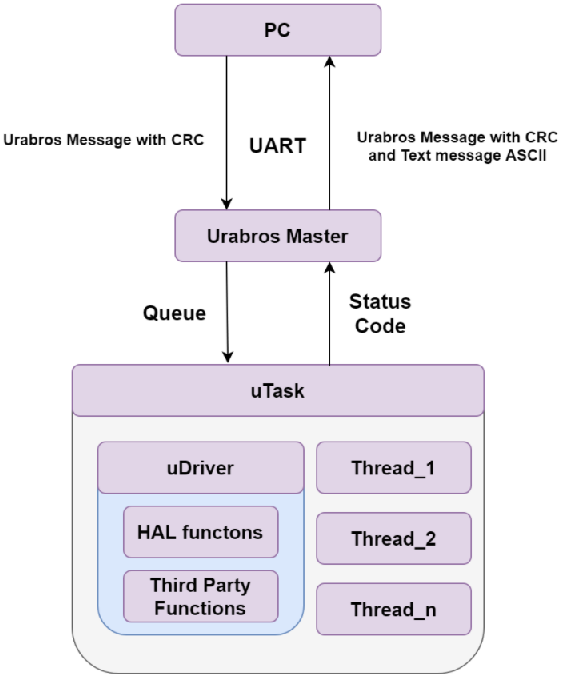 PC
Urabros Message with CRC
UART
Urabros Message with CRC
and Text message ASCII
Urabros Master
Queue
Status
Code
uTask
uDriver
Thread_1
HAL functons
Thread_2
Third Party
Functions
Thread_n